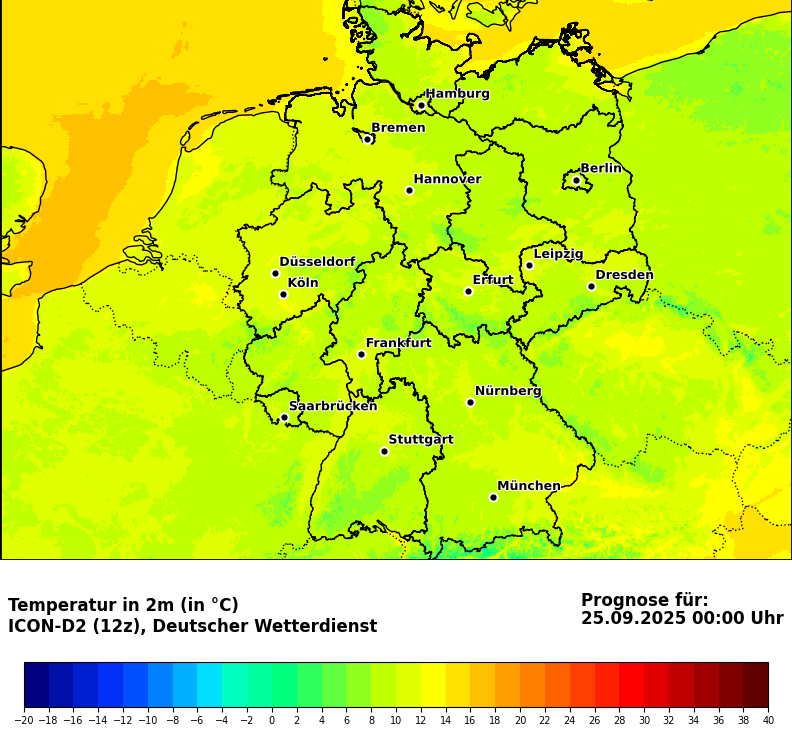 Hamburg
Bremen
Berlin
Hannover
Leipzig
Düsseldorf
Dresden
Köln
Erfurt
Frankfurt
Nürnberg
Saarbrücken
Stuttgart
München
Temperatur in 2m (in °C)
ICON-D2 (12z), Deutscher Wetterdienst
Prognose für:
25.09.2025 00:00 Uhr
−20 −18 −16 −14 −12 −10 −8 −6 −4 −2 0 2 4 6 8 10 12 14 16 18 20 22 24 26 28 30 32 34 36 38 40